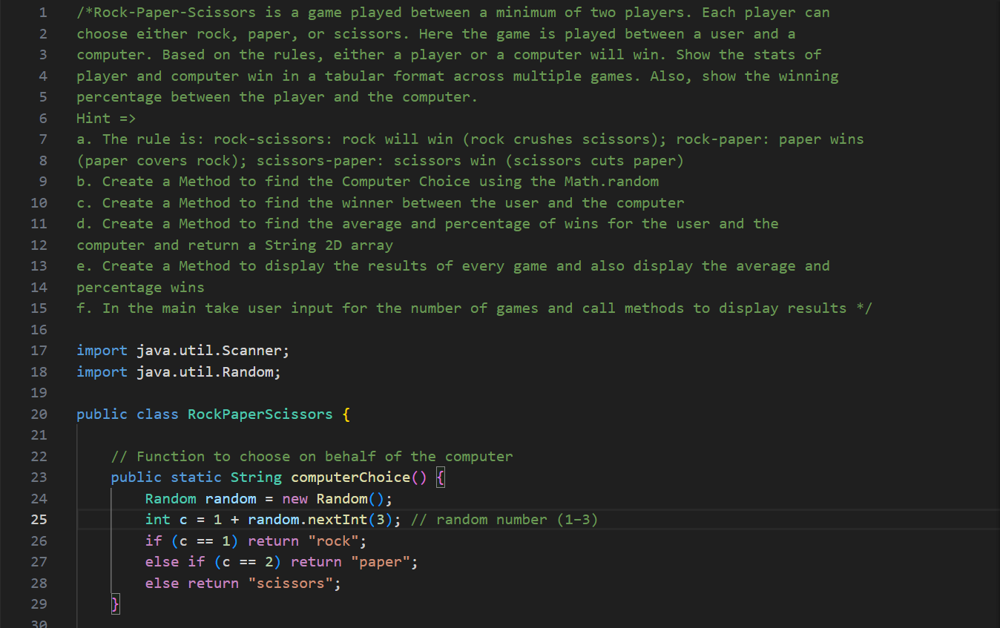 1 /*Rock-Paper-Scissors is a game played between a minimum of two players. Each player can
2 choose either rock, paper, or scissors. Here the game is played between a user and a
3 computer. Based on the rules, either a player or a computer will win. Show the stats of
4 player and computer win in a tabular format across multiple games. Also, show the winning
5 percentage between the player and the computer.
6 Hint =>
7 a. The rule is: rock-scissors: rock will win (rock crushes scissors); rock-paper: paper wins
8 (paper covers rock); scissors-paper: scissors win (scissors cuts paper)
9 b. Create a Method to find the Computer Choice using the Math.random
10 c. Create a Method to find the winner between the user and the computer
11 d. Create a Method to find the average and percentage of wins for the user and the
12 computer and return a String 2D array
13 e. Create a Method to display the results of every game and also display the average and
14 percentage wins
15 f. In the main take user input for the number of games and call methods to display results */
16
17 import java.util.Scanner;
18 import java.util.Random;
19
20 public class RockPaperScissors {
21
22     // Function to choose on behalf of the computer
23     public static String computerChoice() {
24         Random random = new Random();
25         int c = 1 + random.nextInt(3); // random number (1–3)
26         if (c == 1) return "rock";
27         else if (c == 2) return "paper";
28         else return "scissors";
29     }
30